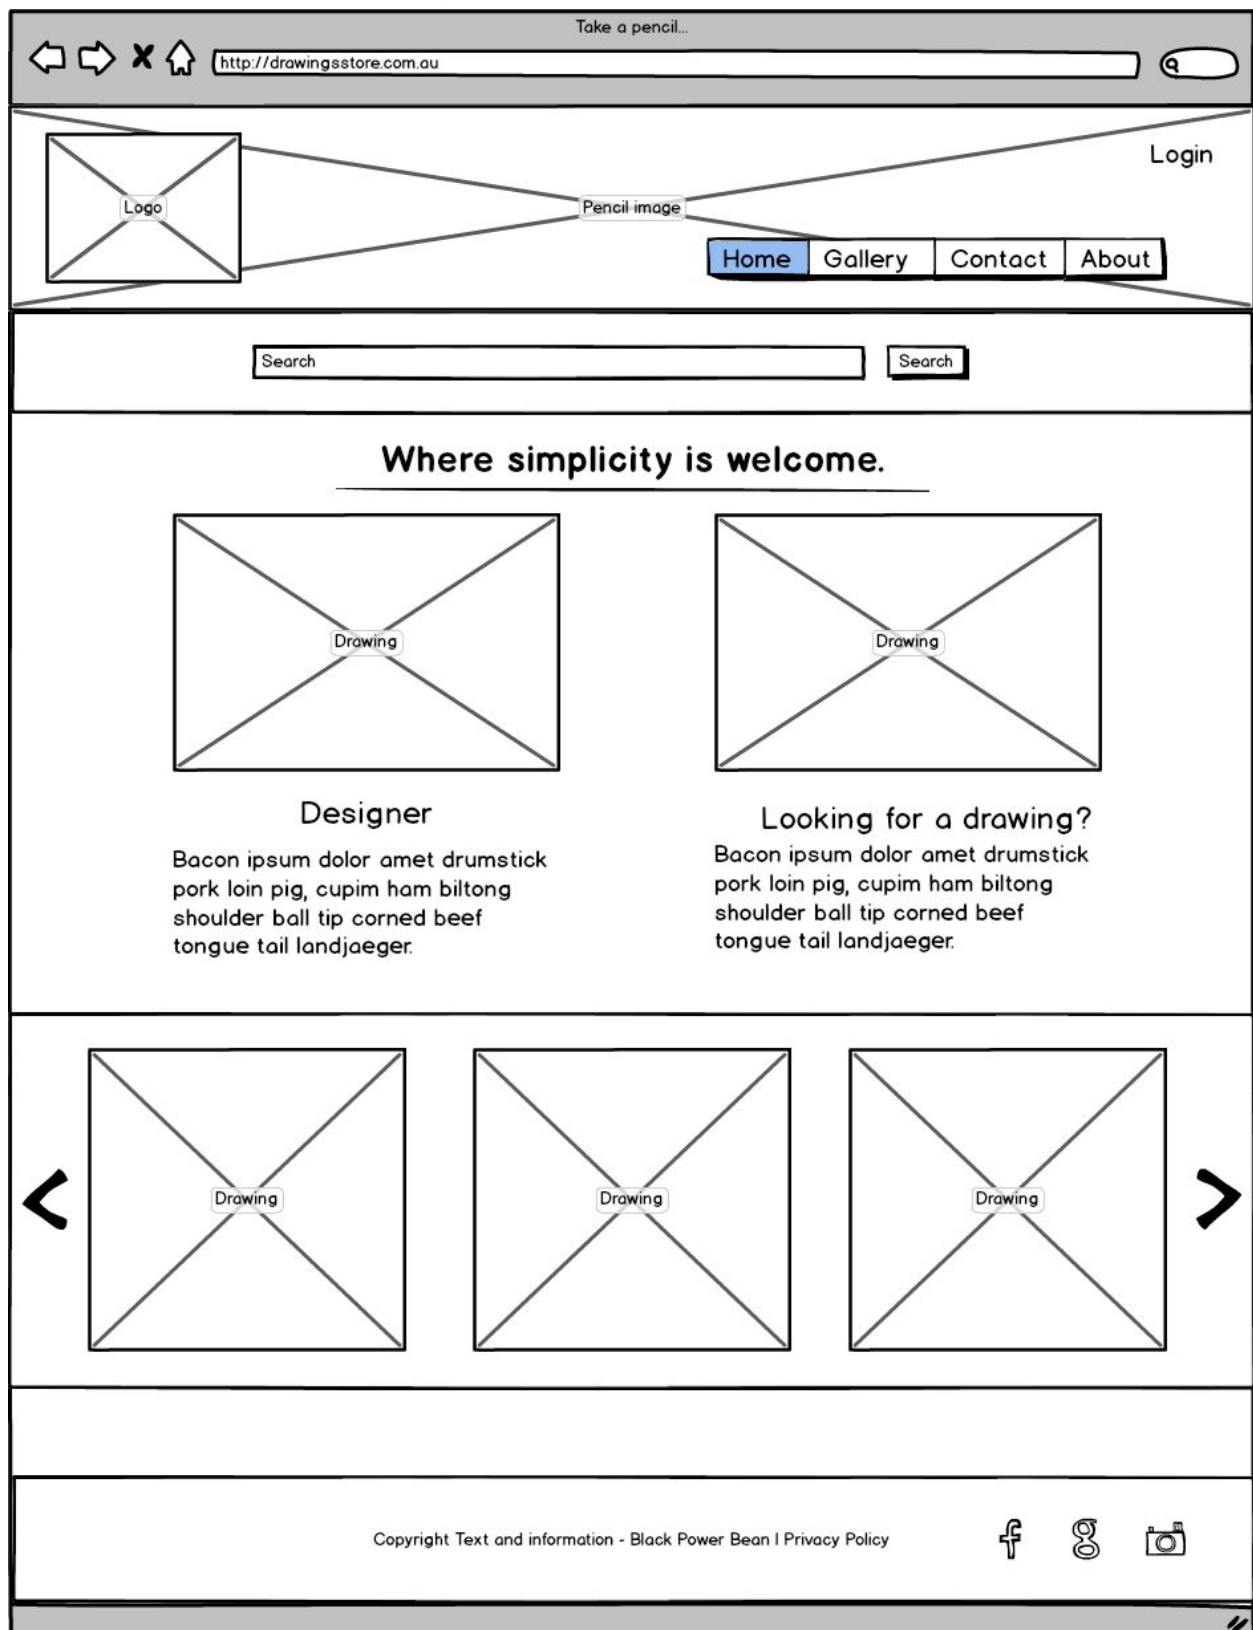 Take a pencil...
http://drawingsstore.com.au
Login
Logo
Pencil image
Home Gallery Contact About
Search Search
Where simplicity is welcome.
Drawing Drawing
Designer
Bacon ipsum dolor amet drumstick
pork loin pig, cupim ham biltong
shoulder ball tip corned beef
tongue tail landjaeger.
Looking for a drawing?
Bacon ipsum dolor amet drumstick
pork loin pig, cupim ham biltong
shoulder ball tip corned beef
tongue tail landjaeger.
Drawing Drawing Drawing
Copyright Text and information - Black Power Bean | Privacy Policy
f g